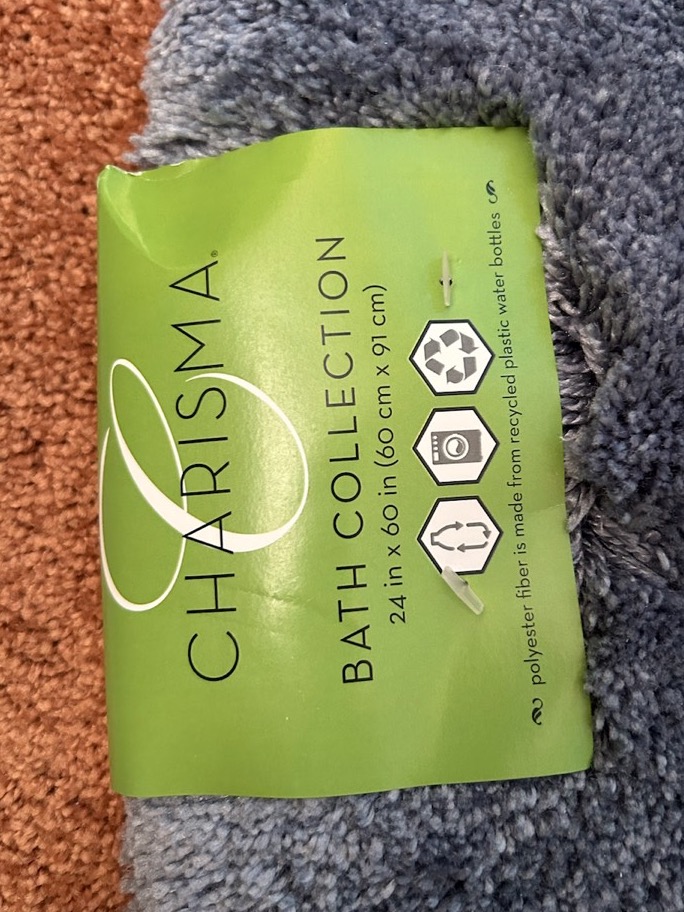 CHARISMA®
BATH COLLECTION
24 in x 60 in (60 cm x 91 cm)
polyester fiber is made from recycled plastic water bottles